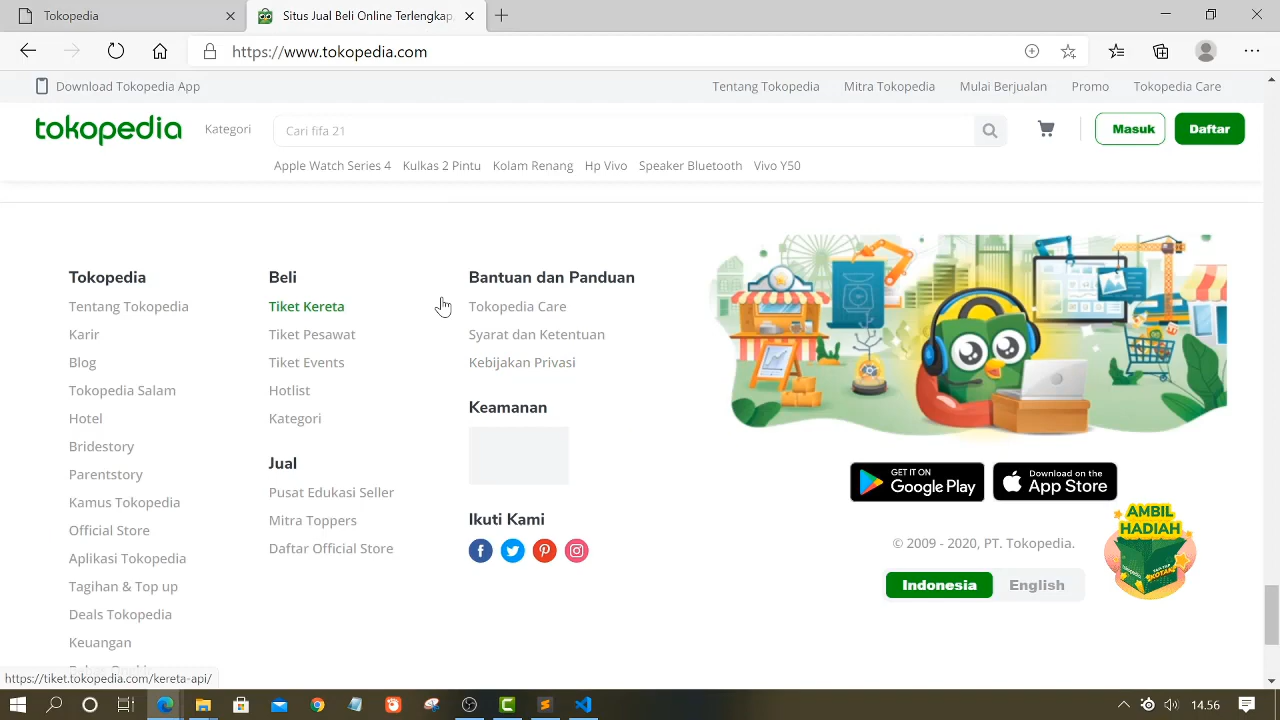 Tokopedia | Jual
https://www.tokopedia.com
Download Tokopedia App
Tentang Tokopedia
Mitra Tokopedia
Mulai Berjualan
Promo
Tokopedia Care
tokopedia
Kategori
Cari fifa 21
Masuk
Daftar
Apple Watch Series 4
Kulkas 2 Pintu
Kolam Renang
Hp Vivo
Speaker Bluetooth
Vivo Y50
Tokopedia
Tentang Tokopedia
Karir
Blog
Tokopedia Salam
Hotel
Bridestory
Parentstory
Kamus Tokopedia
Official Store
Aplikasi Tokopedia
Tagihan & Top up
Deals Tokopedia
Keuangan
Beli
Tiket Kereta
Tiket Pesawat
Tiket Events
Hotlist
Kategori
Jual
Pusat Edukasi Seller
Mitra Toppers
Daftar Official Store
Bantuan dan Panduan
Tokopedia Care
Syarat dan Ketentuan
Kebijakan Privasi
Keamanan
Ikuti Kami
GET IT ON
Google Play
Download on the
App Store
AMBIL
HADIAH
© 2009 - 2020, PT. Tokopedia.
Indonesia
English
https://tiket.tokopedia.com/kereta-api/
14.56